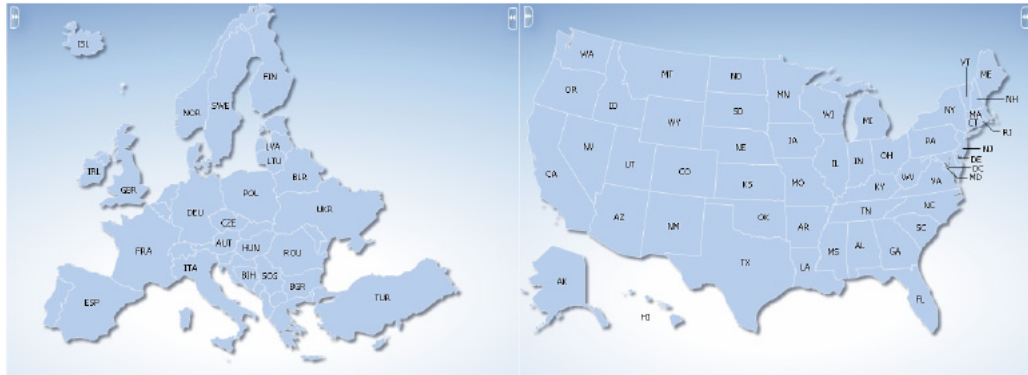 ISL
FIN
NOR
SWE
LVA
LTU
IRL
GBR
BLR
POL
DEU
UKR
CZE
FRA
AUT
HUN
ROU
ITA
BIH
SOS
BGR
ESP
TUR
WA
MT
ND
MN
VT
ME
OR
ID
SD
WI
MI
NY
NH
MA
CT
RI
WY
IA
NE
PA
NJ
NV
UT
CO
IL
IN
OH
DE
DC
MD
CA
KS
MO
WV
VA
KY
AZ
NM
OK
AR
TN
NC
SC
TX
LA
MS
AL
GA
AK
HI
FL